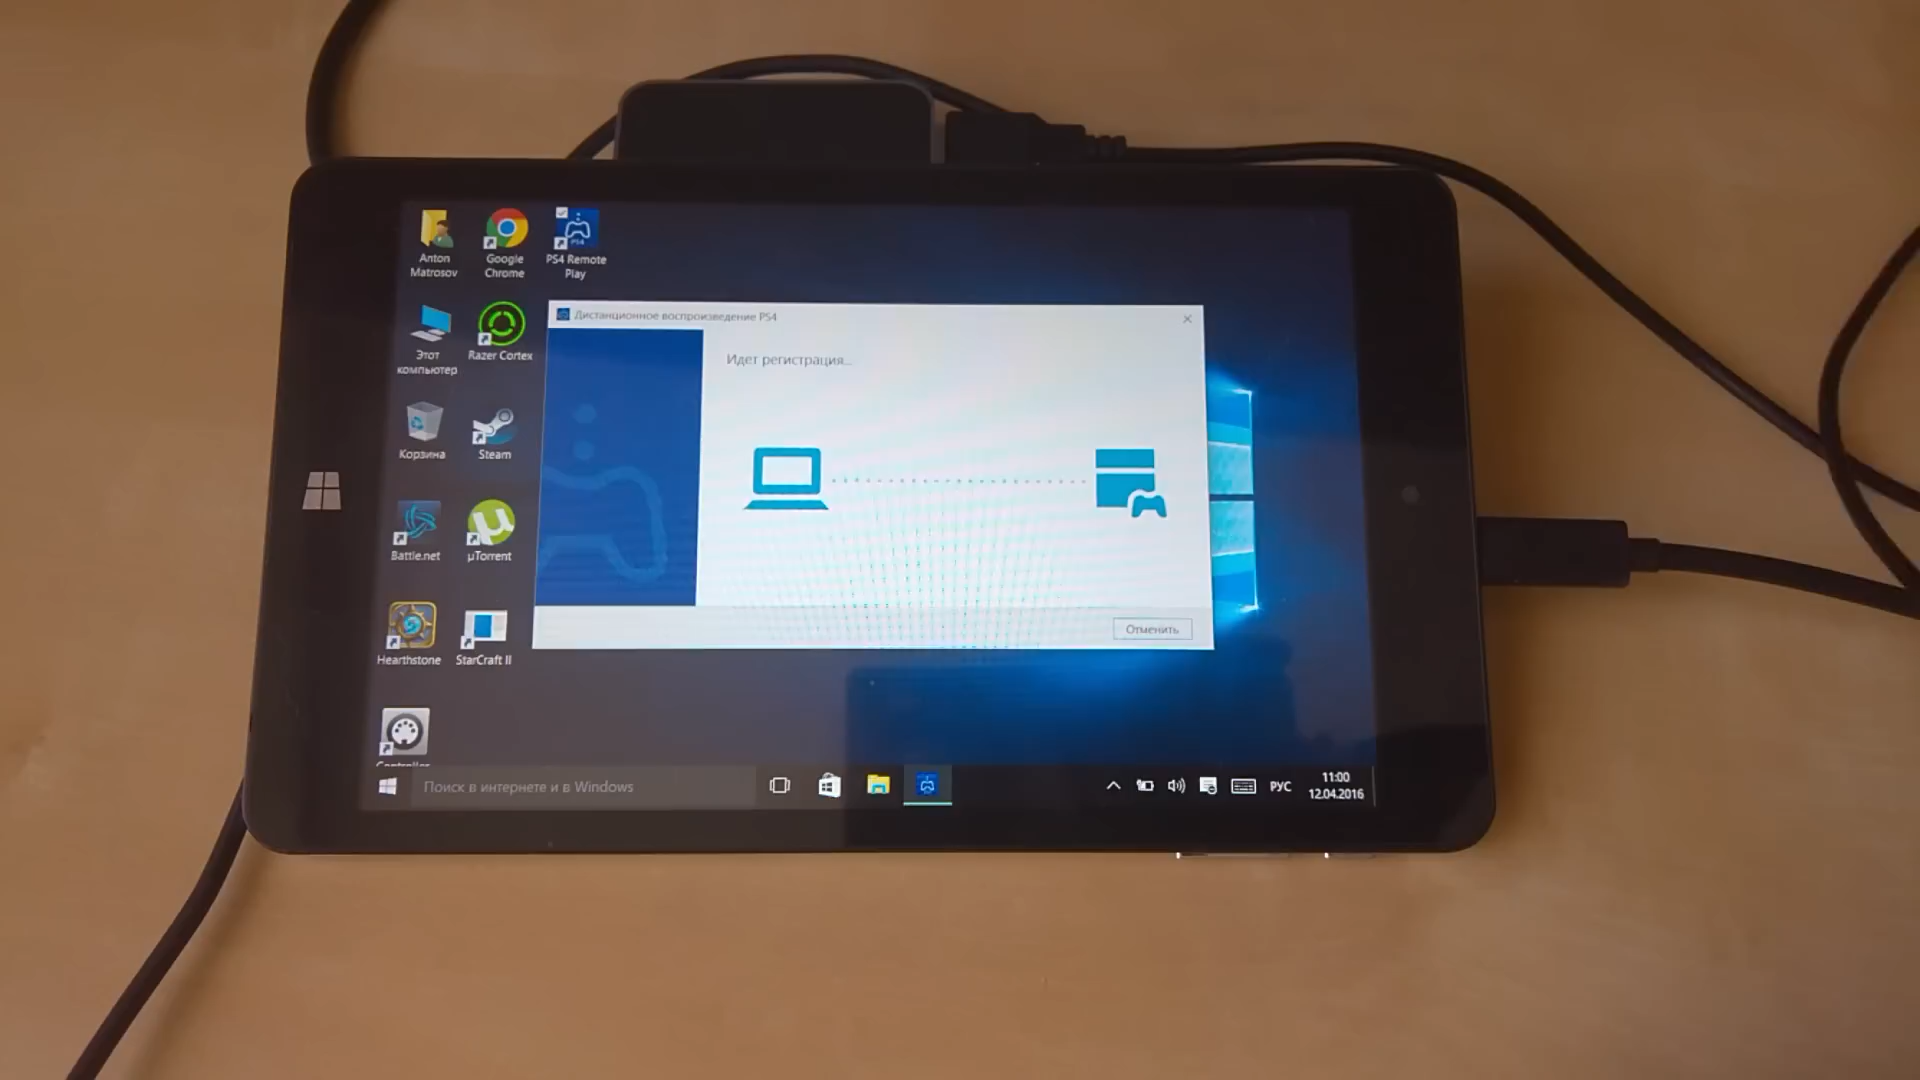 Anton
Matrosov
Google
Chrome
PS4
PS4 Remote
Play
Этот
компьютер
Razer Cortex
Корзина
Steam
Battle.net
µ
µTorrent
Hearthstone
StarCraft II
Дистанционное воспроизведение PS4
Идет регистрация...
Отменить
Поиск в интернете и в Windows
РУС
11:00
12.04.2016